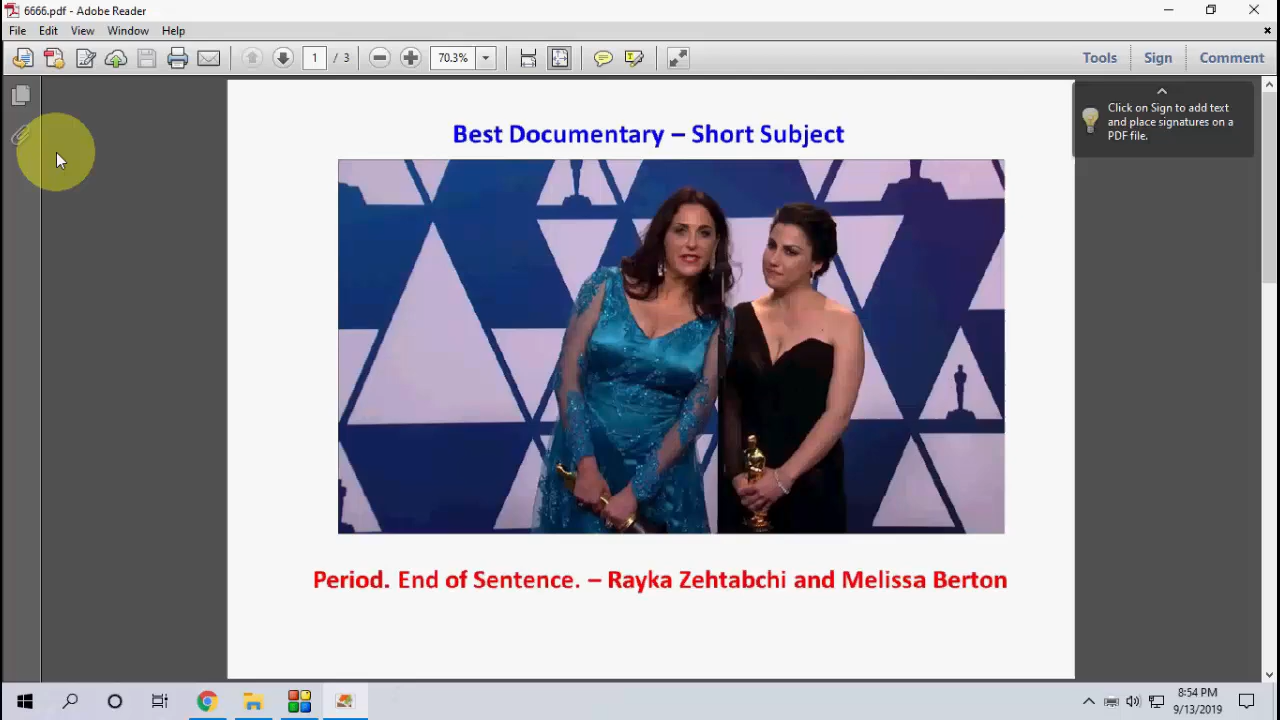 6666.pdf - Adobe Reader
File Edit View Window Help
1 / 3 70.3% Tools Sign Comment
Click on Sign to add text
and place signatures on a
PDF file.
Best Documentary – Short Subject
Period. End of Sentence. – Rayka Zehtabchi and Melissa Berton
8:54 PM
9/13/2019